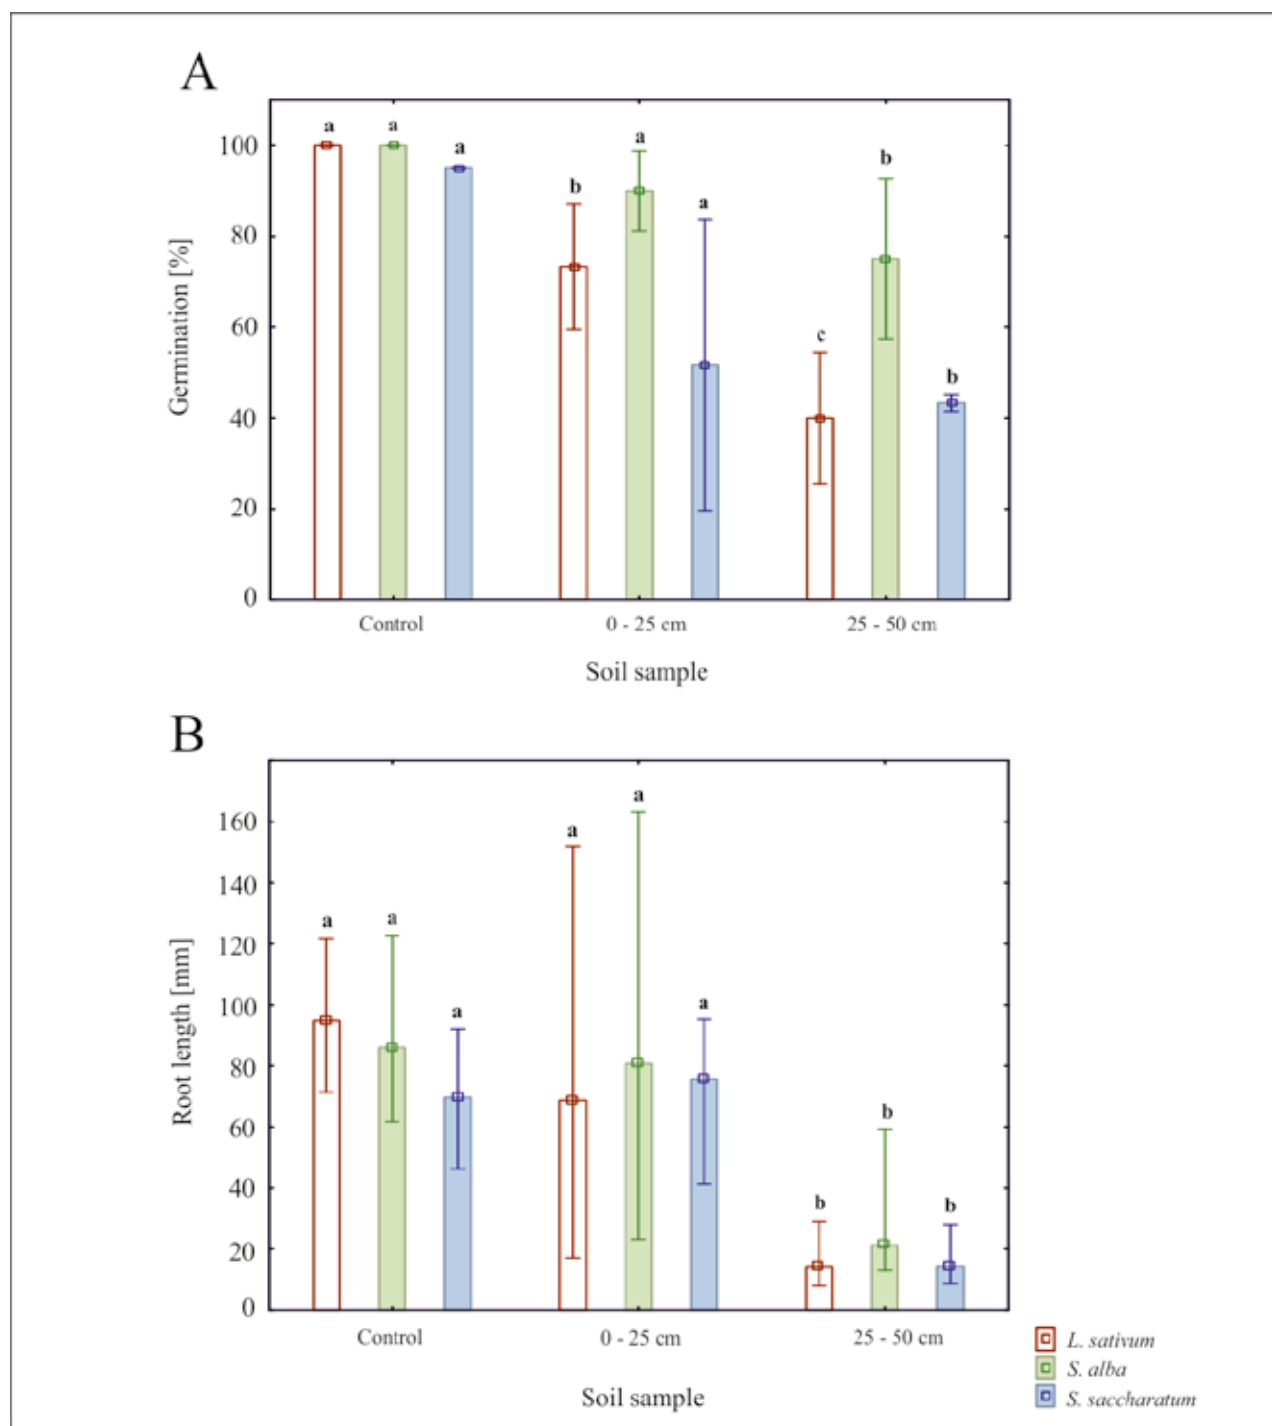 A
a a a
b a a
c b b
Germination [%]
100
80
60
40
20
0
Control 0 - 25 cm 25 - 50 cm
Soil sample
B
a a a
a a a
b b b
Root length [mm]
160
140
120
100
80
60
40
20
0
Control 0 - 25 cm 25 - 50 cm
Soil sample
L. sativum
S. alba
S. saccharatum